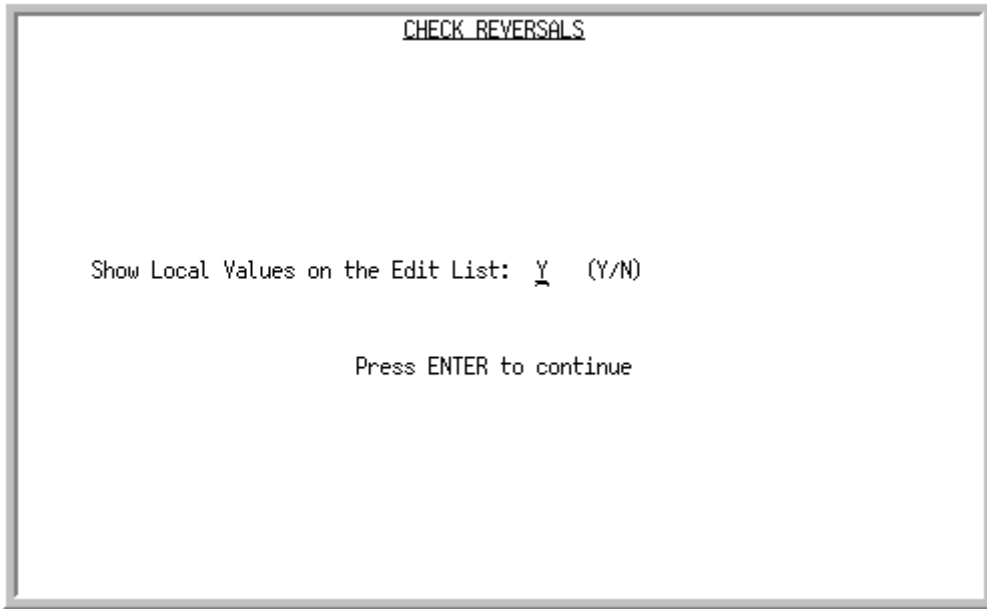 CHECK REVERSALS
Show Local Values on the Edit List: Y (Y/N)
Press ENTER to continue